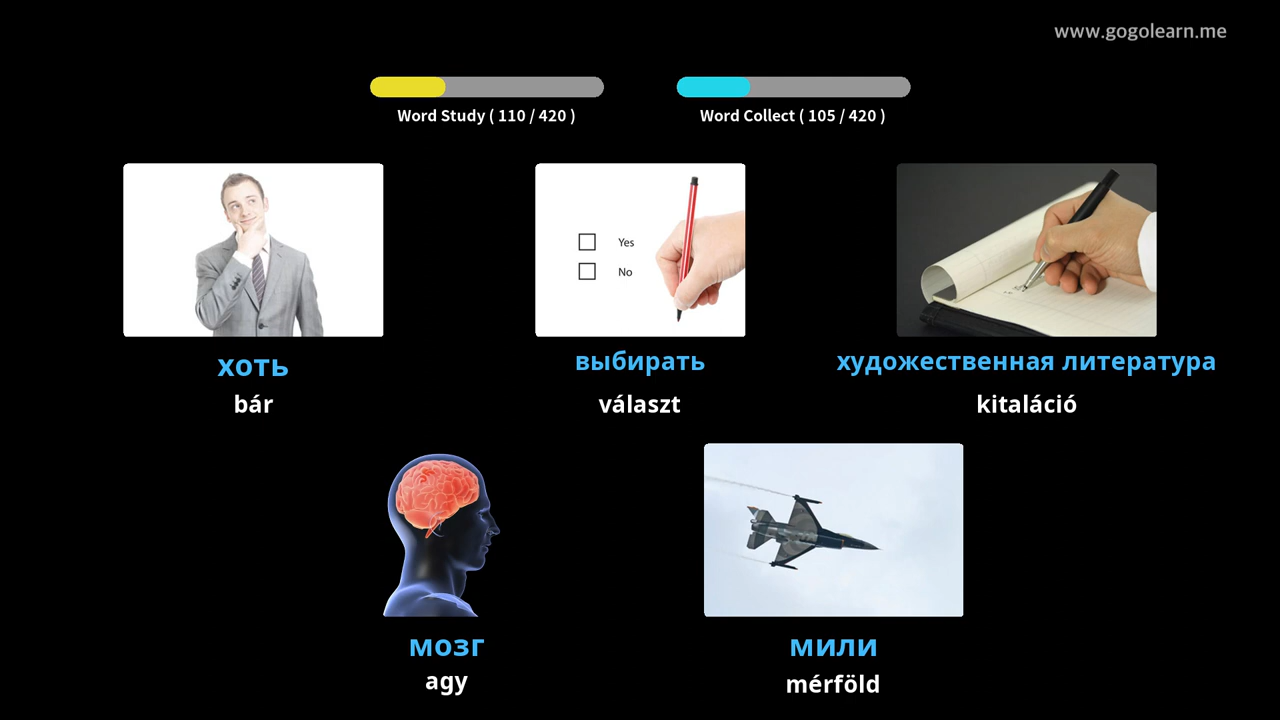 www.gogolearn.me
Word Study ( 110 / 420 )
Word Collect ( 105 / 420 )
Yes
No
хоть
выбирать
художественная литература
bár
választ
kitaláció
мозг
мили
agy
mérföld